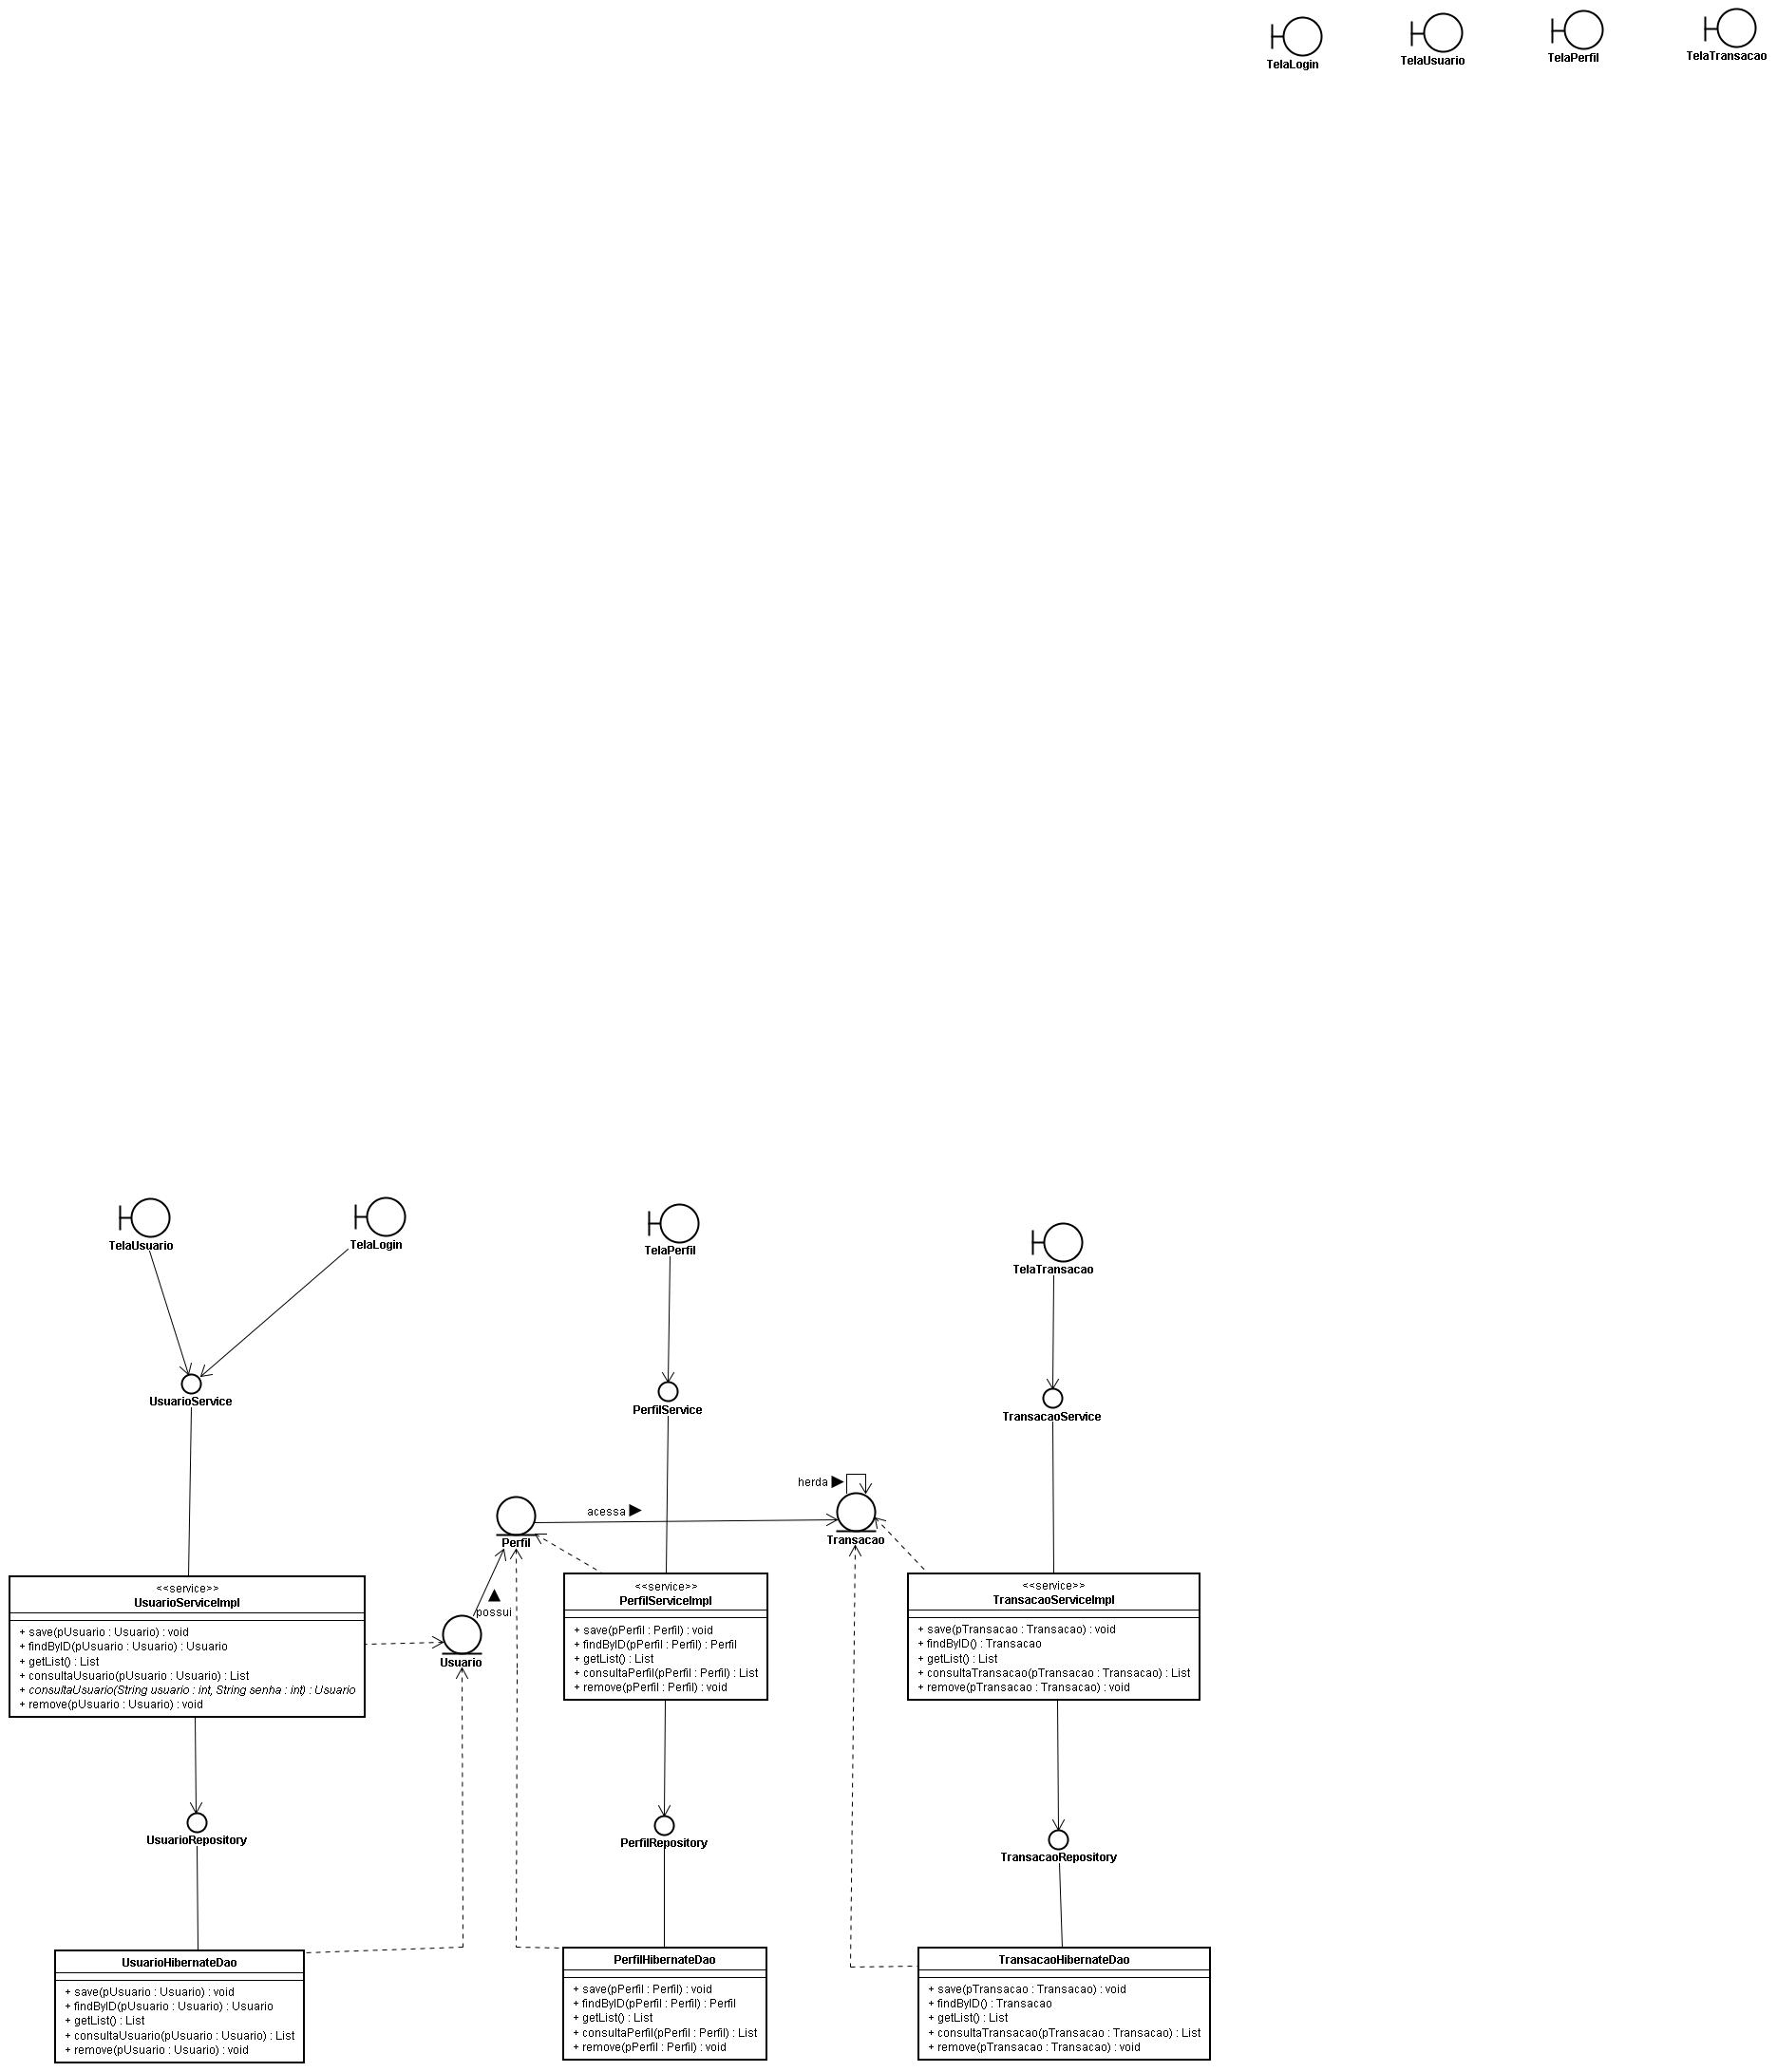 TelaLogin
TelaUsuario
TelaPerfil
TelaTransacao
TelaUsuario
TelaLogin
TelaPerfil
TelaTransacao
UsuarioService
PerfilService
TransacaoService
herda
acessa
Perfil
Transacao
possui
Usuario
<<service>>
UsuarioServiceImpl
+ save(pUsuario : Usuario) : void
+ findByID(pUsuario : Usuario) : Usuario
+ getList() : List
+ consultaUsuario(pUsuario : Usuario) : List
+ consultaUsuario(String usuario : int, String senha : int) : Usuario
+ remove(pUsuario : Usuario) : void
<<service>>
PerfilServiceImpl
+ save(pPerfil : Perfil) : void
+ findByID(pPerfil : Perfil) : Perfil
+ getList() : List
+ consultaPerfil(pPerfil : Perfil) : List
+ remove(pPerfil : Perfil) : void
<<service>>
TransacaoServiceImpl
+ save(pTransacao : Transacao) : void
+ findByID() : Transacao
+ getList() : List
+ consultaTransacao(pTransacao : Transacao) : List
+ remove(pTransacao : Transacao) : void
UsuarioRepository
PerfilRepository
TransacaoRepository
UsuarioHibernateDao
+ save(pUsuario : Usuario) : void
+ findByID(pUsuario : Usuario) : Usuario
+ getList() : List
+ consultaUsuario(pUsuario : Usuario) : List
+ remove(pUsuario : Usuario) : void
PerfilHibernateDao
+ save(pPerfil : Perfil) : void
+ findByID(pPerfil : Perfil) : Perfil
+ getList() : List
+ consultaPerfil(pPerfil : Perfil) : List
+ remove(pPerfil : Perfil) : void
TransacaoHibernateDao
+ save(pTransacao : Transacao) : void
+ findByID() : Transacao
+ getList() : List
+ consultaTransacao(pTransacao : Transacao) : List
+ remove(pTransacao : Transacao) : void